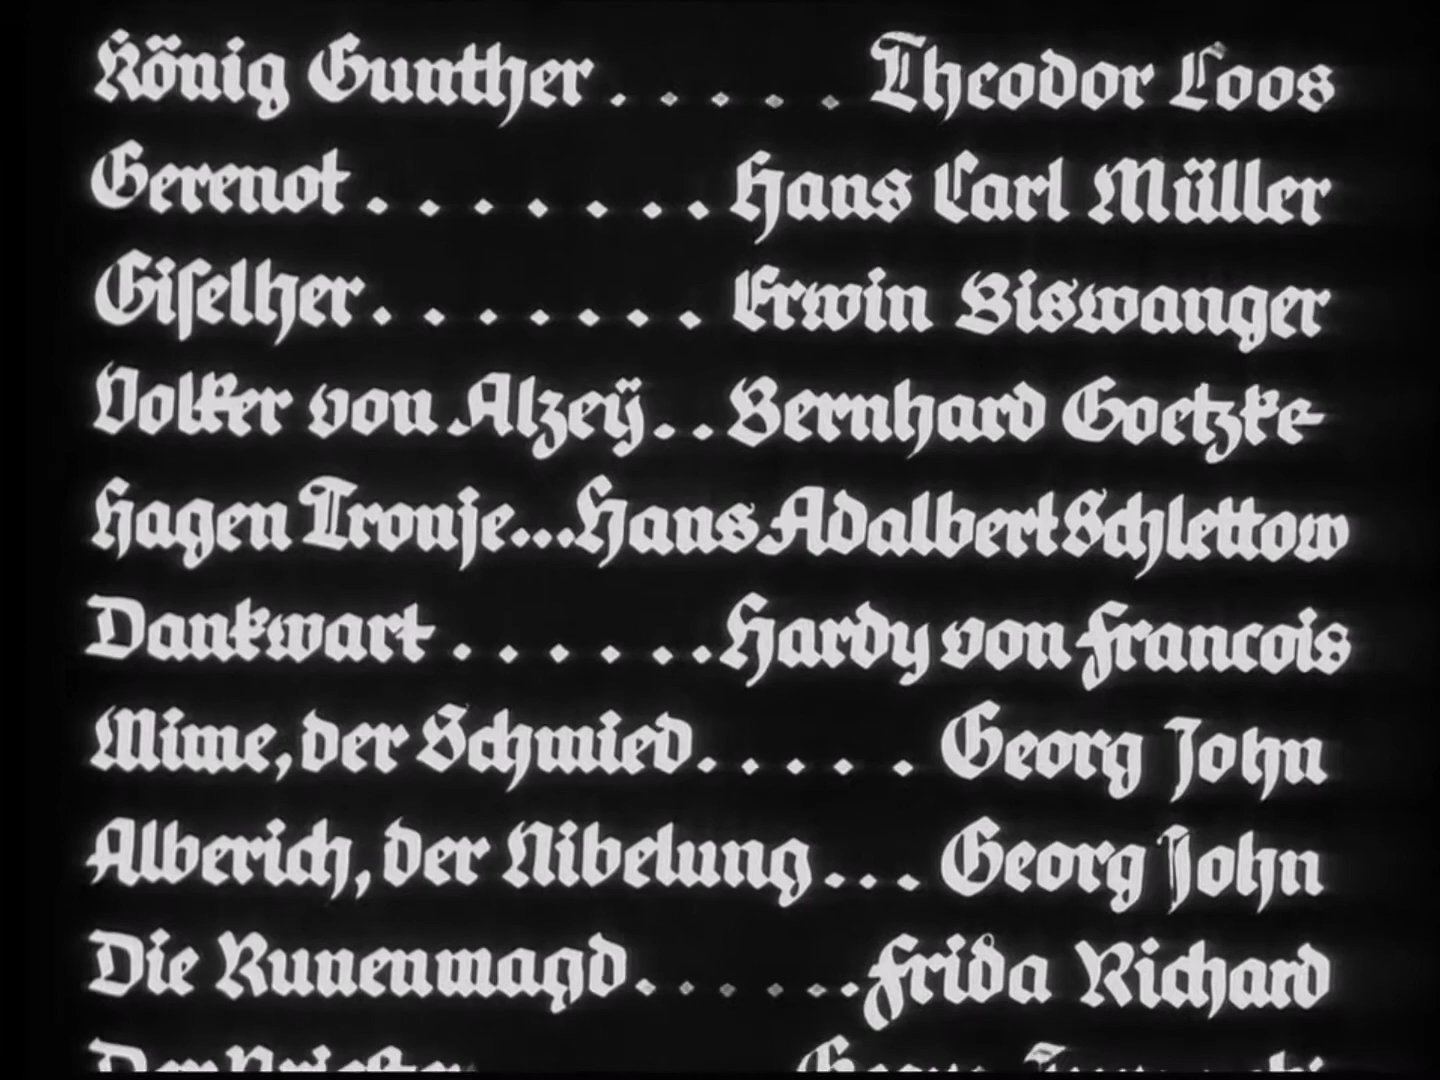 König Gunther . . . . . Theodor Loos
Gerenot . . . . . . . Hans Carl Müller
Giſelher . . . . . . . Erwin Biswanger
Volker von Alzeÿ . . Bernhard Goetzke
Hagen Tronje...Hans Adalbert Schlettow
Dankwart . . . . . . Hardy von Francois
Mime, der Schmied . . . . . Georg John
Alberich, der Nibelung . . . Georg John
Die Runenmagd . . . . . . Frida Richard